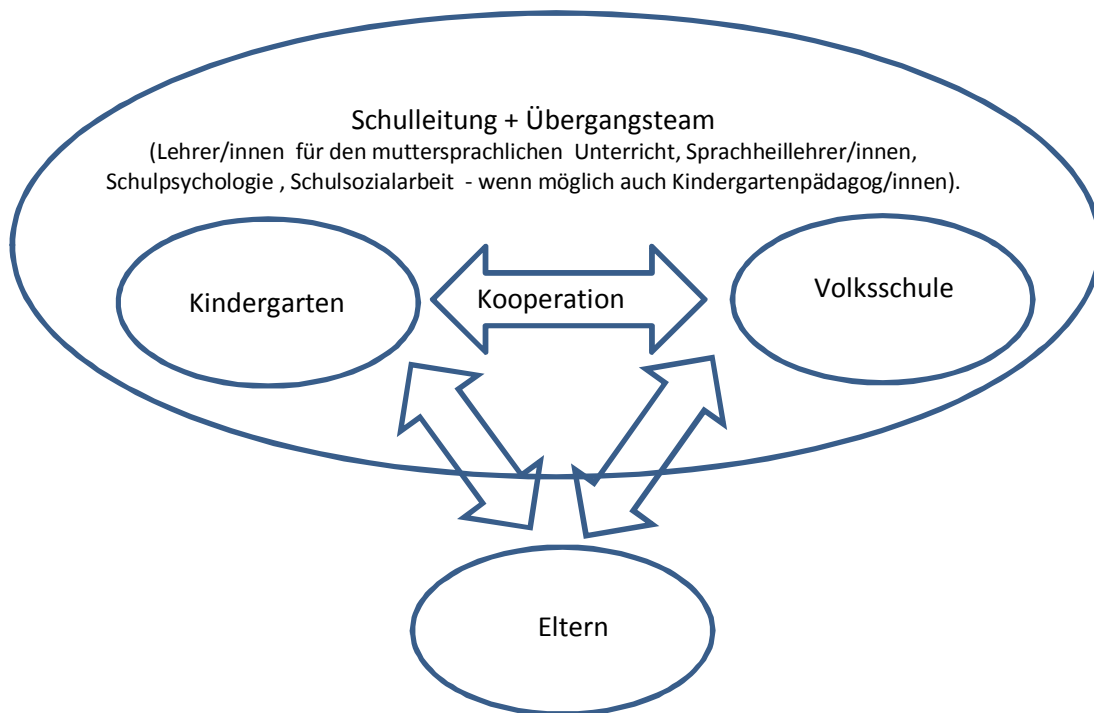 Schulleitung + Übergangsteam
(Lehrer/innen für den muttersprachlichen Unterricht, Sprachheillehrer/innen,
Schulpsychologie , Schulsozialarbeit - wenn möglich auch Kindergartenpädagog/innen).
Kindergarten
Kooperation
Volksschule
Eltern